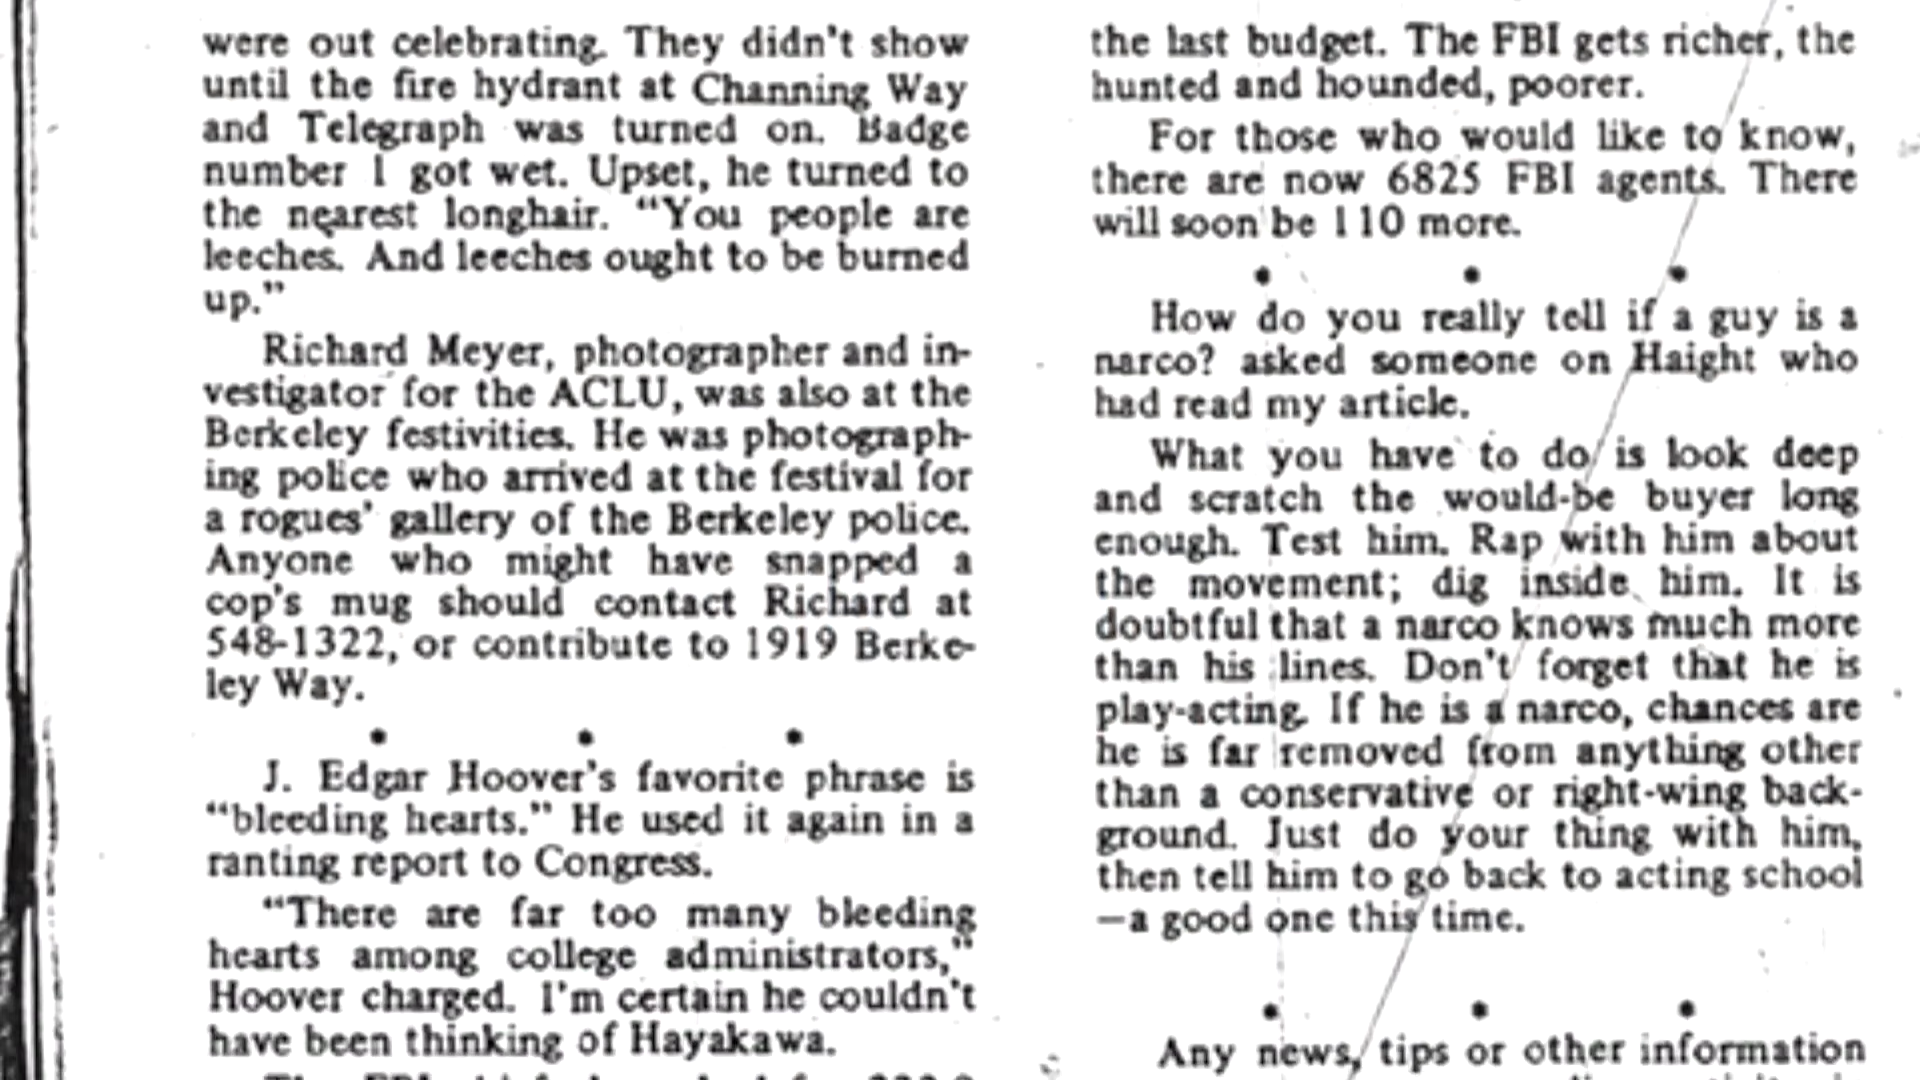 were out celebrating. They didn't show
until the fire hydrant at Channing Way
and Telegraph was turned on. Badge
number 1 got wet. Upset, he turned to
the nearest longhair. "You people are
leeches. And leeches ought to be burned
up."
Richard Meyer, photographer and in-
vestigator for the ACLU, was also at the
Berkeley festivities. He was photograph-
ing police who arrived at the festival for
a rogues' gallery of the Berkeley police.
Anyone who might have snapped a
cop's mug should contact Richard at
548-1322, or contribute to 1919 Berke-
ley Way.
• • •
J. Edgar Hoover's favorite phrase is
"bleeding hearts." He used it again in a
ranting report to Congress.
"There are far too many bleeding
hearts among college administrators,"
Hoover charged. I'm certain he couldn't
have been thinking of Hayakawa.
the last budget. The FBI gets richer, the
hunted and hounded, poorer.
For those who would like to know,
there are now 6825 FBI agents. There
will soon be 110 more.
• • •
How do you really tell if a guy is a
narco? asked someone on Haight who
had read my article.
What you have to do is look deep
and scratch the would-be buyer long
enough. Test him. Rap with him about
the movement; dig inside him. It is
doubtful that a narco knows much more
than his lines. Don't forget that he is
play-acting. If he is a narco, chances are
he is far removed from anything other
than a conservative or right-wing back-
ground. Just do your thing with him,
then tell him to go back to acting school
—a good one this time.
• • •
Any news, tips or other information